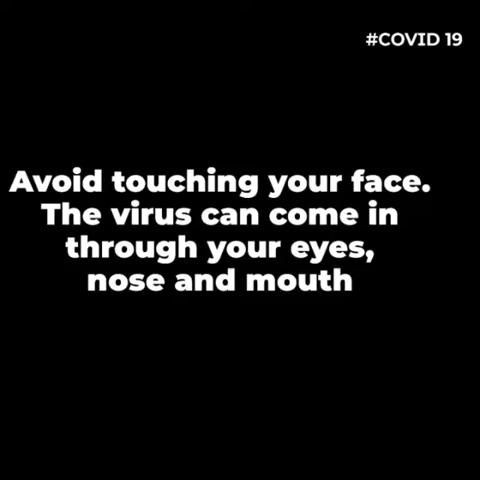 #COVID 19
Avoid touching your face.
The virus can come in
through your eyes,
nose and mouth